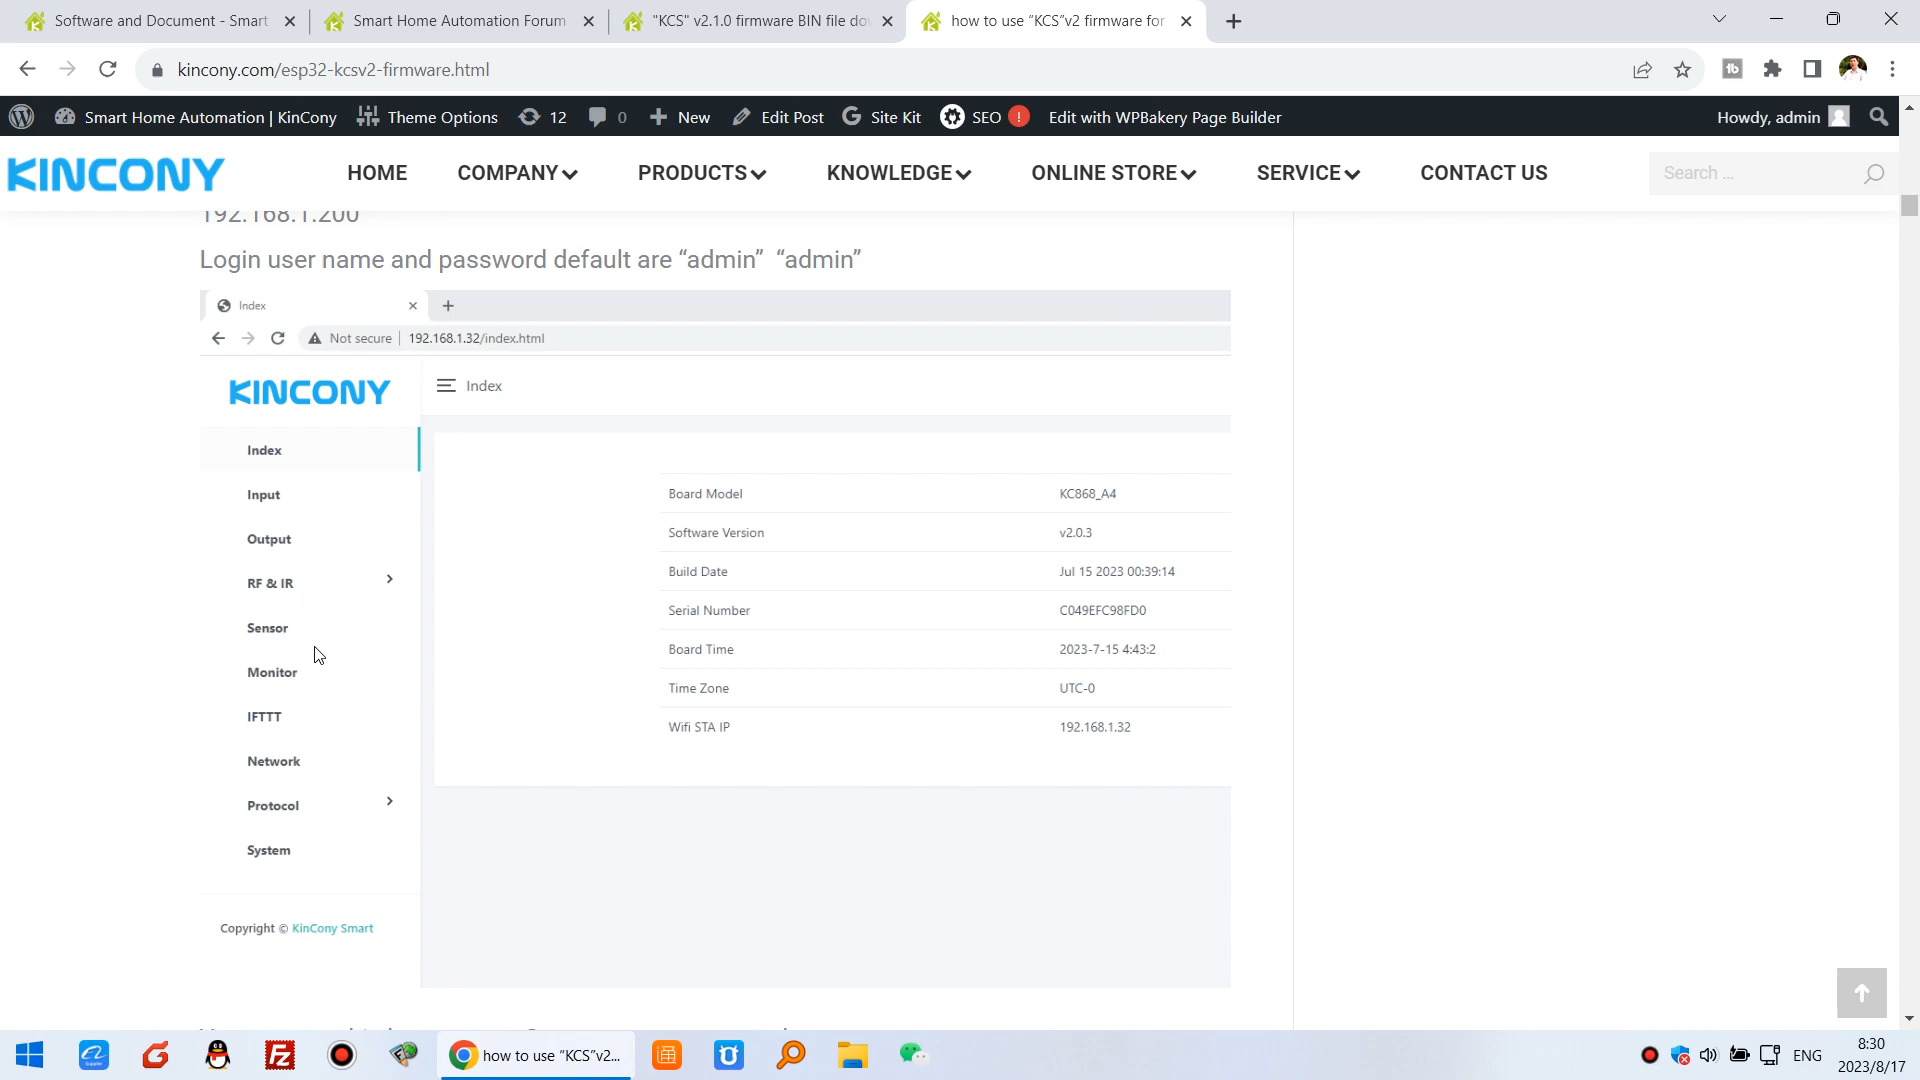 Software and Document - Smart
Smart Home Automation Forum
"KCS" v2.1.0 firmware BIN file do
how to use “KCS”v2 firmware for
kincony.com/esp32-kcsv2-firmware.html
Smart Home Automation | KinCony
Theme Options
12
0
New
Edit Post
Site Kit
SEO
!
Edit with WPBakery Page Builder
Howdy, admin
KINCONY
HOME
COMPANY
PRODUCTS
KNOWLEDGE
ONLINE STORE
SERVICE
CONTACT US
Search ...
192.168.1.200
Login user name and password default are “admin” “admin”
Index
Not secure
192.168.1.32/index.html
KINCONY
Index
Index
Input
Output
RF & IR
Sensor
Monitor
IFTTT
Network
Protocol
System
Board Model KC868_A4
Software Version v2.0.3
Build Date Jul 15 2023 00:39:14
Serial Number C049EFC98FD0
Board Time 2023-7-15 4:43:2
Time Zone UTC-0
Wifi STA IP 192.168.1.32
Copyright © KinCony Smart
how to use “KCS”v2...
ENG
8:30
2023/8/17